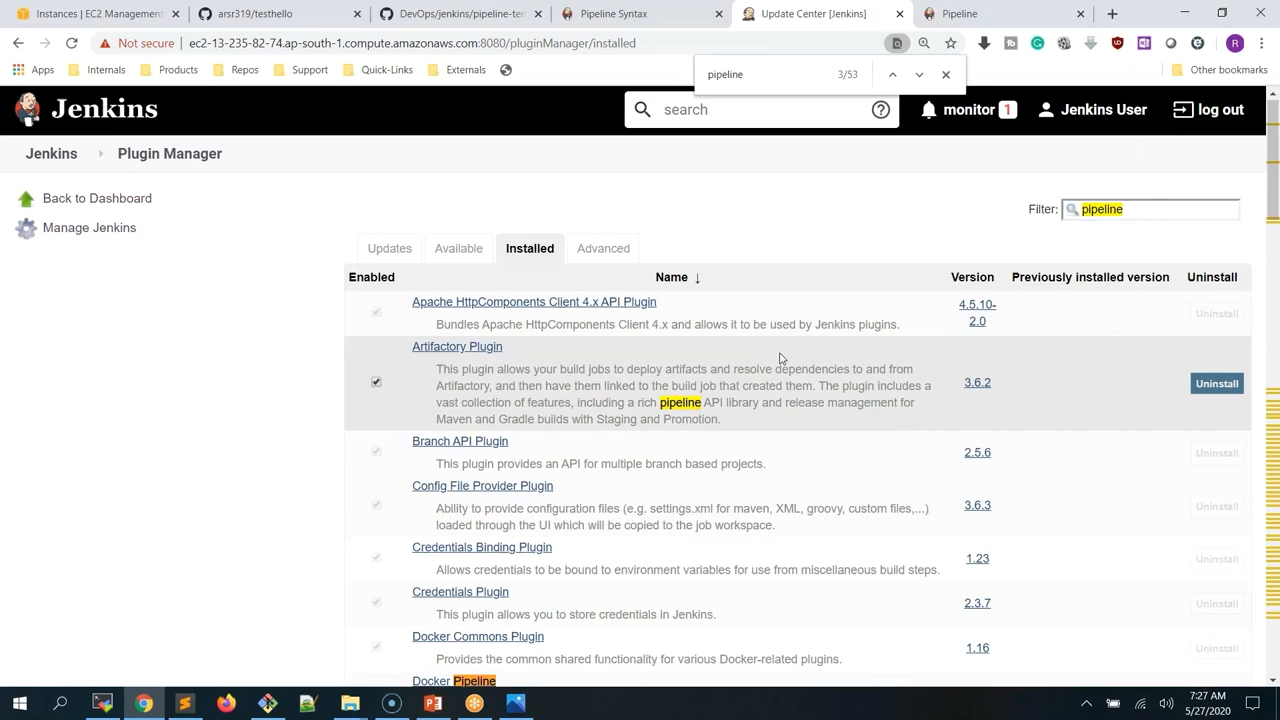 Instances | EC2 Management
arsr319/testhello
DevOps/jenkins/pipeline-ten
Pipeline Syntax
Update Center [Jenkins]
Pipeline
Not secure
ec2-13-235-82-74.ap-south-1.compute.amazonaws.com:8080/pluginManager/installed
R
Apps
Internals
Products
Repos
Support
Quick-Links
Externals
Other bookmarks
pipeline
3/53
Jenkins
search
monitor 1
Jenkins User
log out
Jenkins
Plugin Manager
Back to Dashboard
Manage Jenkins
Filter: pipeline
Updates
Available
Installed
Advanced
Enabled
Name ↓
Version
Previously installed version
Uninstall
Apache HttpComponents Client 4.x API Plugin
Bundles Apache HttpComponents Client 4.x and allows it to be used by Jenkins plugins.
4.5.10-
2.0
Uninstall
Artifactory Plugin
This plugin allows your build jobs to deploy artifacts and resolve dependencies to and from
Artifactory, and then have them linked to the build job that created them. The plugin includes a
vast collection of features, including a rich pipeline API library and release management for
Maven and Gradle builds with Staging and Promotion.
3.6.2
Uninstall
Branch API Plugin
This plugin provides an API for multiple branch based projects.
2.5.6
Uninstall
Config File Provider Plugin
Ability to provide configuration files (e.g. settings.xml for maven, XML, groovy, custom files,...)
loaded through the UI which will be copied to the job workspace.
3.6.3
Uninstall
Credentials Binding Plugin
Allows credentials to be bound to environment variables for use from miscellaneous build steps.
1.23
Uninstall
Credentials Plugin
This plugin allows you to store credentials in Jenkins.
2.3.7
Uninstall
Docker Commons Plugin
Provides the common shared functionality for various Docker-related plugins.
1.16
Uninstall
Docker Pipeline
7:27 AM
5/27/2020